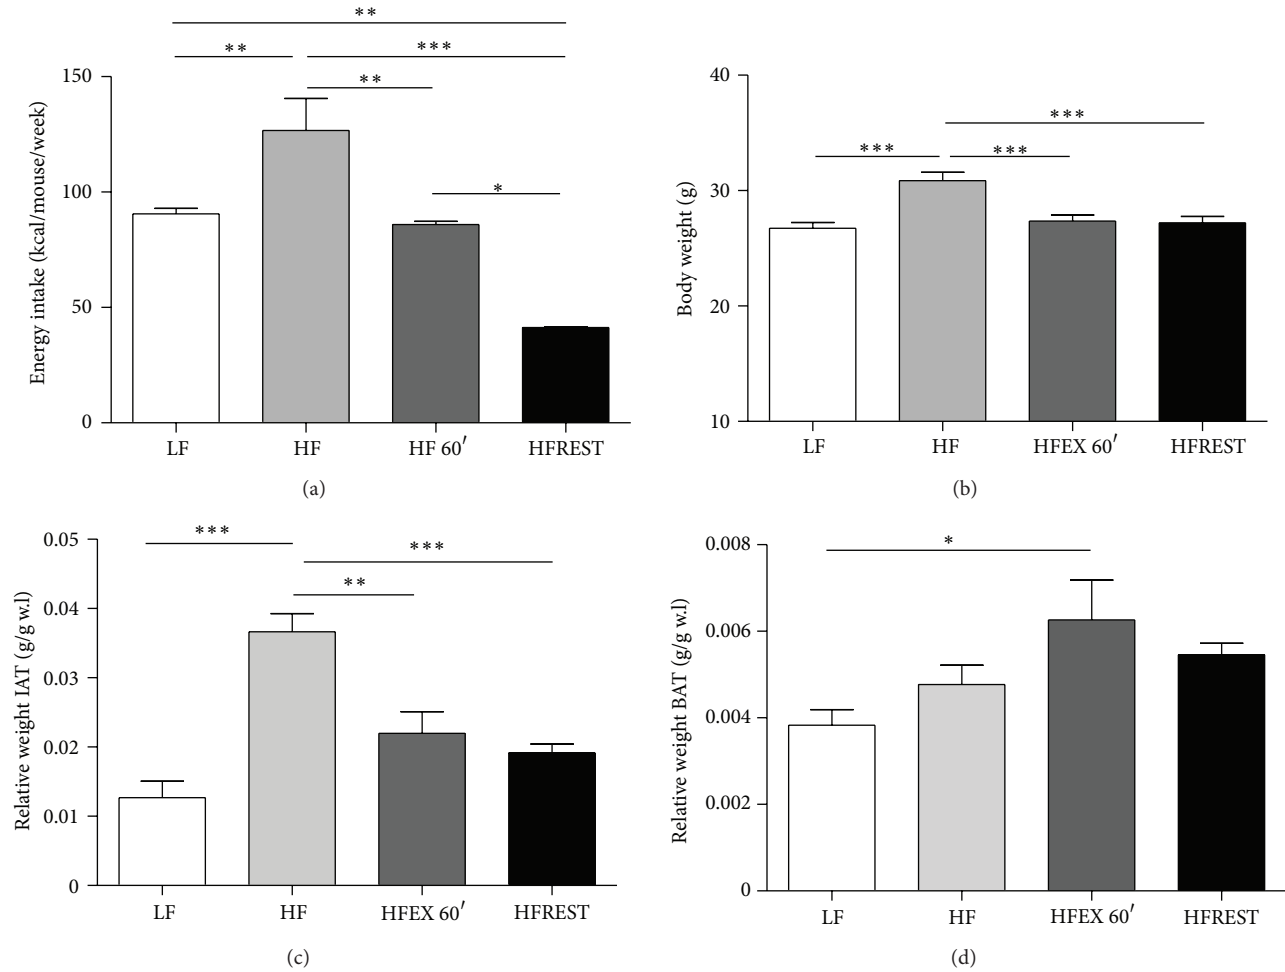 **
** ***
**
*
Energy intake (kcal/mouse/week)
150
100
50
0
LF HF HF 60′ HFREST
(a)
***
*** ***
Body weight (g)
40
30
20
10
LF HF HFEX 60′ HFREST
(b)
***
***
**
Relative weight IAT (g/g w.l)
0.05
0.04
0.03
0.02
0.01
0
LF HF HFEX 60′ HFREST
(c)
*
Relative weight BAT (g/g w.l)
0.008
0.006
0.004
0.002
0
LF HF HFEX 60′ HFREST
(d)